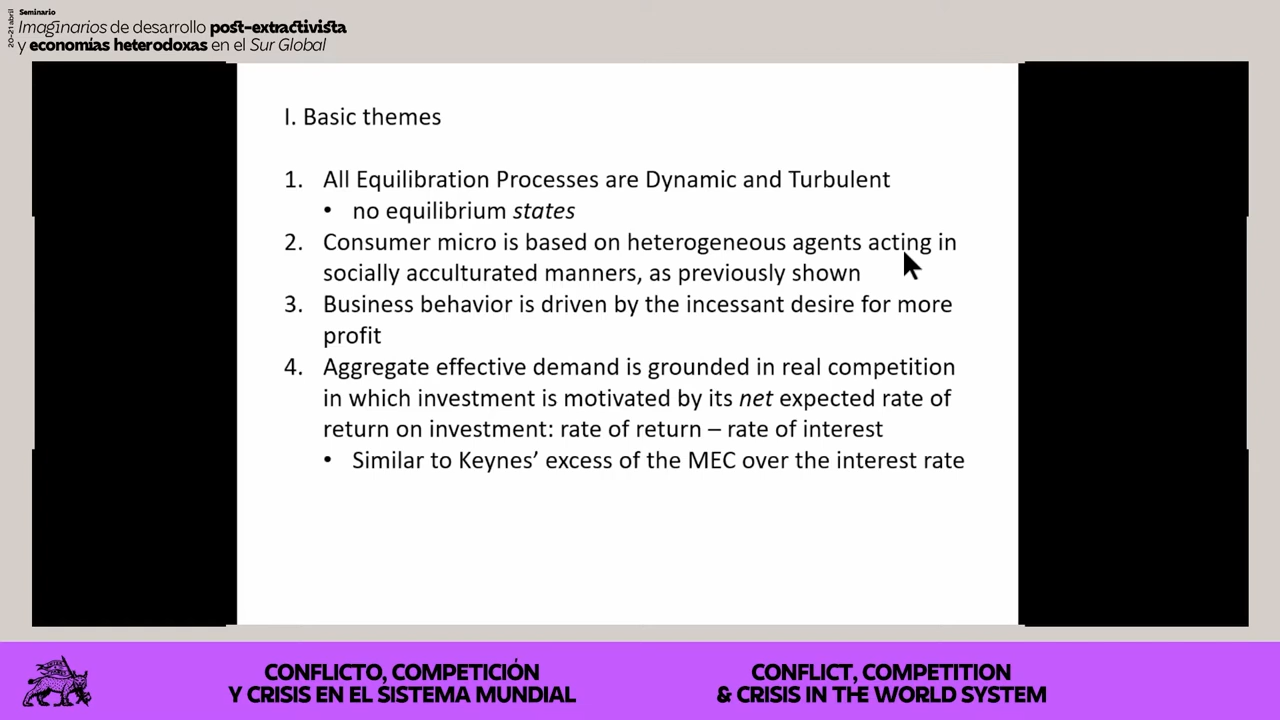 20-21 abril
Seminario
Imaginarios de desarrollo post-extractivista
y economías heterodoxas en el Sur Global
I. Basic themes
1. All Equilibration Processes are Dynamic and Turbulent
• no equilibrium states
2. Consumer micro is based on heterogeneous agents acting in
socially acculturated manners, as previously shown
3. Business behavior is driven by the incessant desire for more
profit
4. Aggregate effective demand is grounded in real competition
in which investment is motivated by its net expected rate of
return on investment: rate of return – rate of interest
• Similar to Keynes’ excess of the MEC over the interest rate
CONFLICTO, COMPETICIÓN
Y CRISIS EN EL SISTEMA MUNDIAL
CONFLICT, COMPETITION
& CRISIS IN THE WORLD SYSTEM